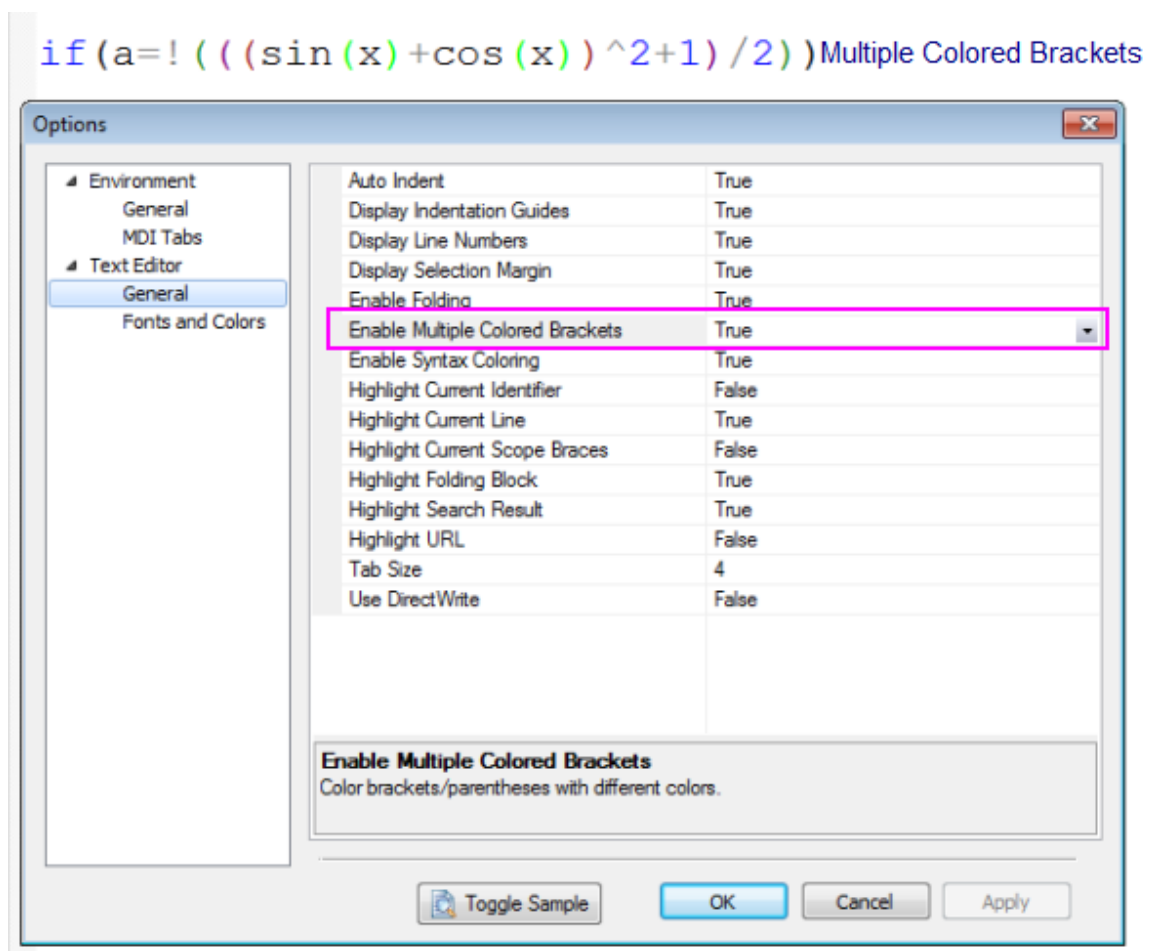 if(a=!(((sin(x)+cos(x))^2+1)/2))Multiple Colored Brackets
Options
Environment
General
MDI Tabs
Text Editor
General
Fonts and Colors
Auto Indent True
Display Indentation Guides True
Display Line Numbers True
Display Selection Margin True
Enable Folding True
Enable Multiple Colored Brackets True
Enable Syntax Coloring True
Highlight Current Identifier False
Highlight Current Line True
Highlight Current Scope Braces False
Highlight Folding Block True
Highlight Search Result True
Highlight URL False
Tab Size 4
Use DirectWrite False
Enable Multiple Colored Brackets
Color brackets/parentheses with different colors.
Toggle Sample OK Cancel Apply